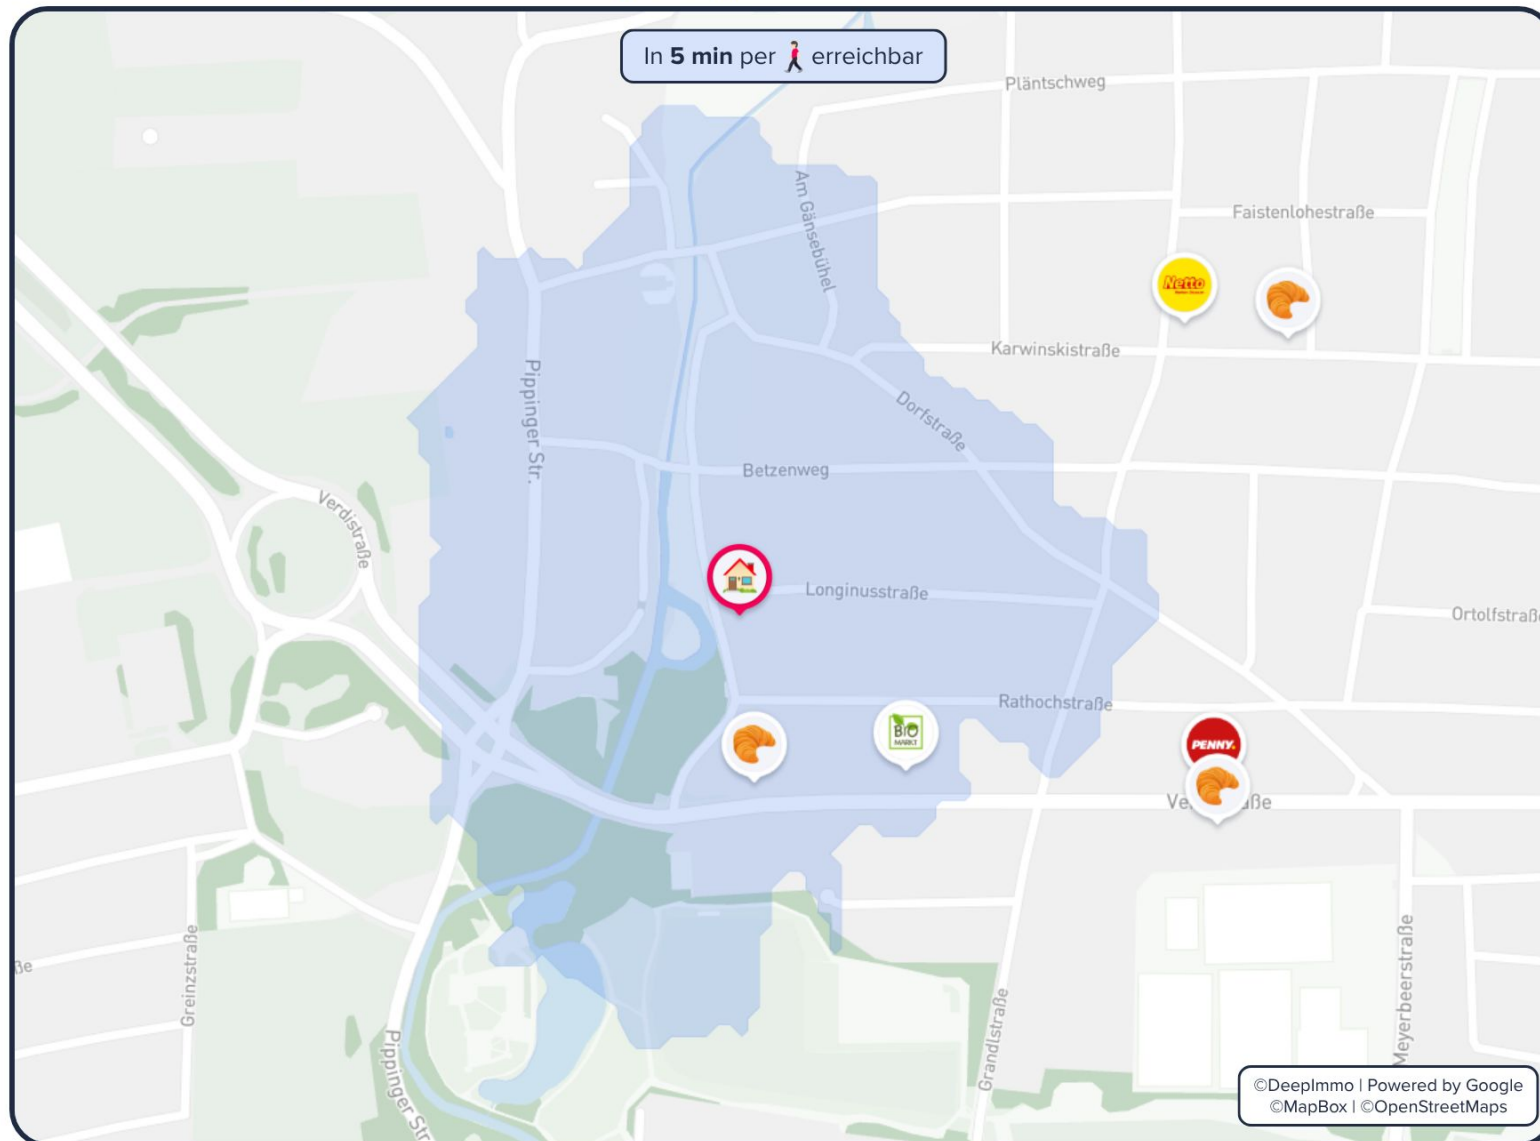 In 5 min per erreichbar
Pläntschweg
Am Gänsebühel
Faistenlohestraße
Netto
Karwinskistraße
Pippinger Str.
Dorfstraße
Betzenweg
Verdistraße
Longinusstraße
Ortolfstraße
Rathochstraße
BIO
MARKT
PENNY.
Greinzstraße
ße
Meyerbeerstraße
Grandlstraße
Pippinger Str
©DeepImmo | Powered by Google
©MapBox | ©OpenStreetMaps